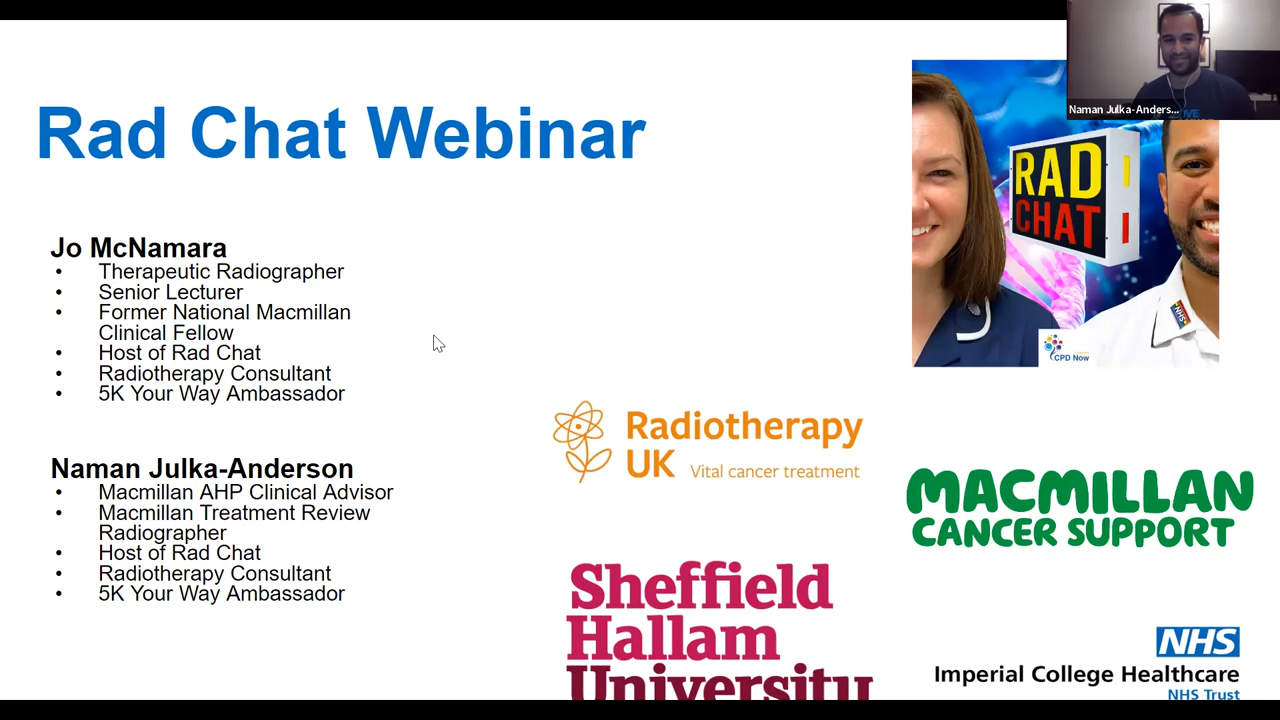 Rad Chat Webinar
Jo McNamara
• Therapeutic Radiographer
• Senior Lecturer
• Former National Macmillan
Clinical Fellow
• Host of Rad Chat
• Radiotherapy Consultant
• 5K Your Way Ambassador
Naman Julka-Anderson
• Macmillan AHP Clinical Advisor
• Macmillan Treatment Review
Radiographer
• Host of Rad Chat
• Radiotherapy Consultant
• 5K Your Way Ambassador
Naman Julka-Anders...
RAD
CHAT
NHS
CPD Now
Radiotherapy
UK Vital cancer treatment
MACMILLAN
CANCER SUPPORT
Sheffield
Hallam
University
NHS
Imperial College Healthcare
NHS Trust